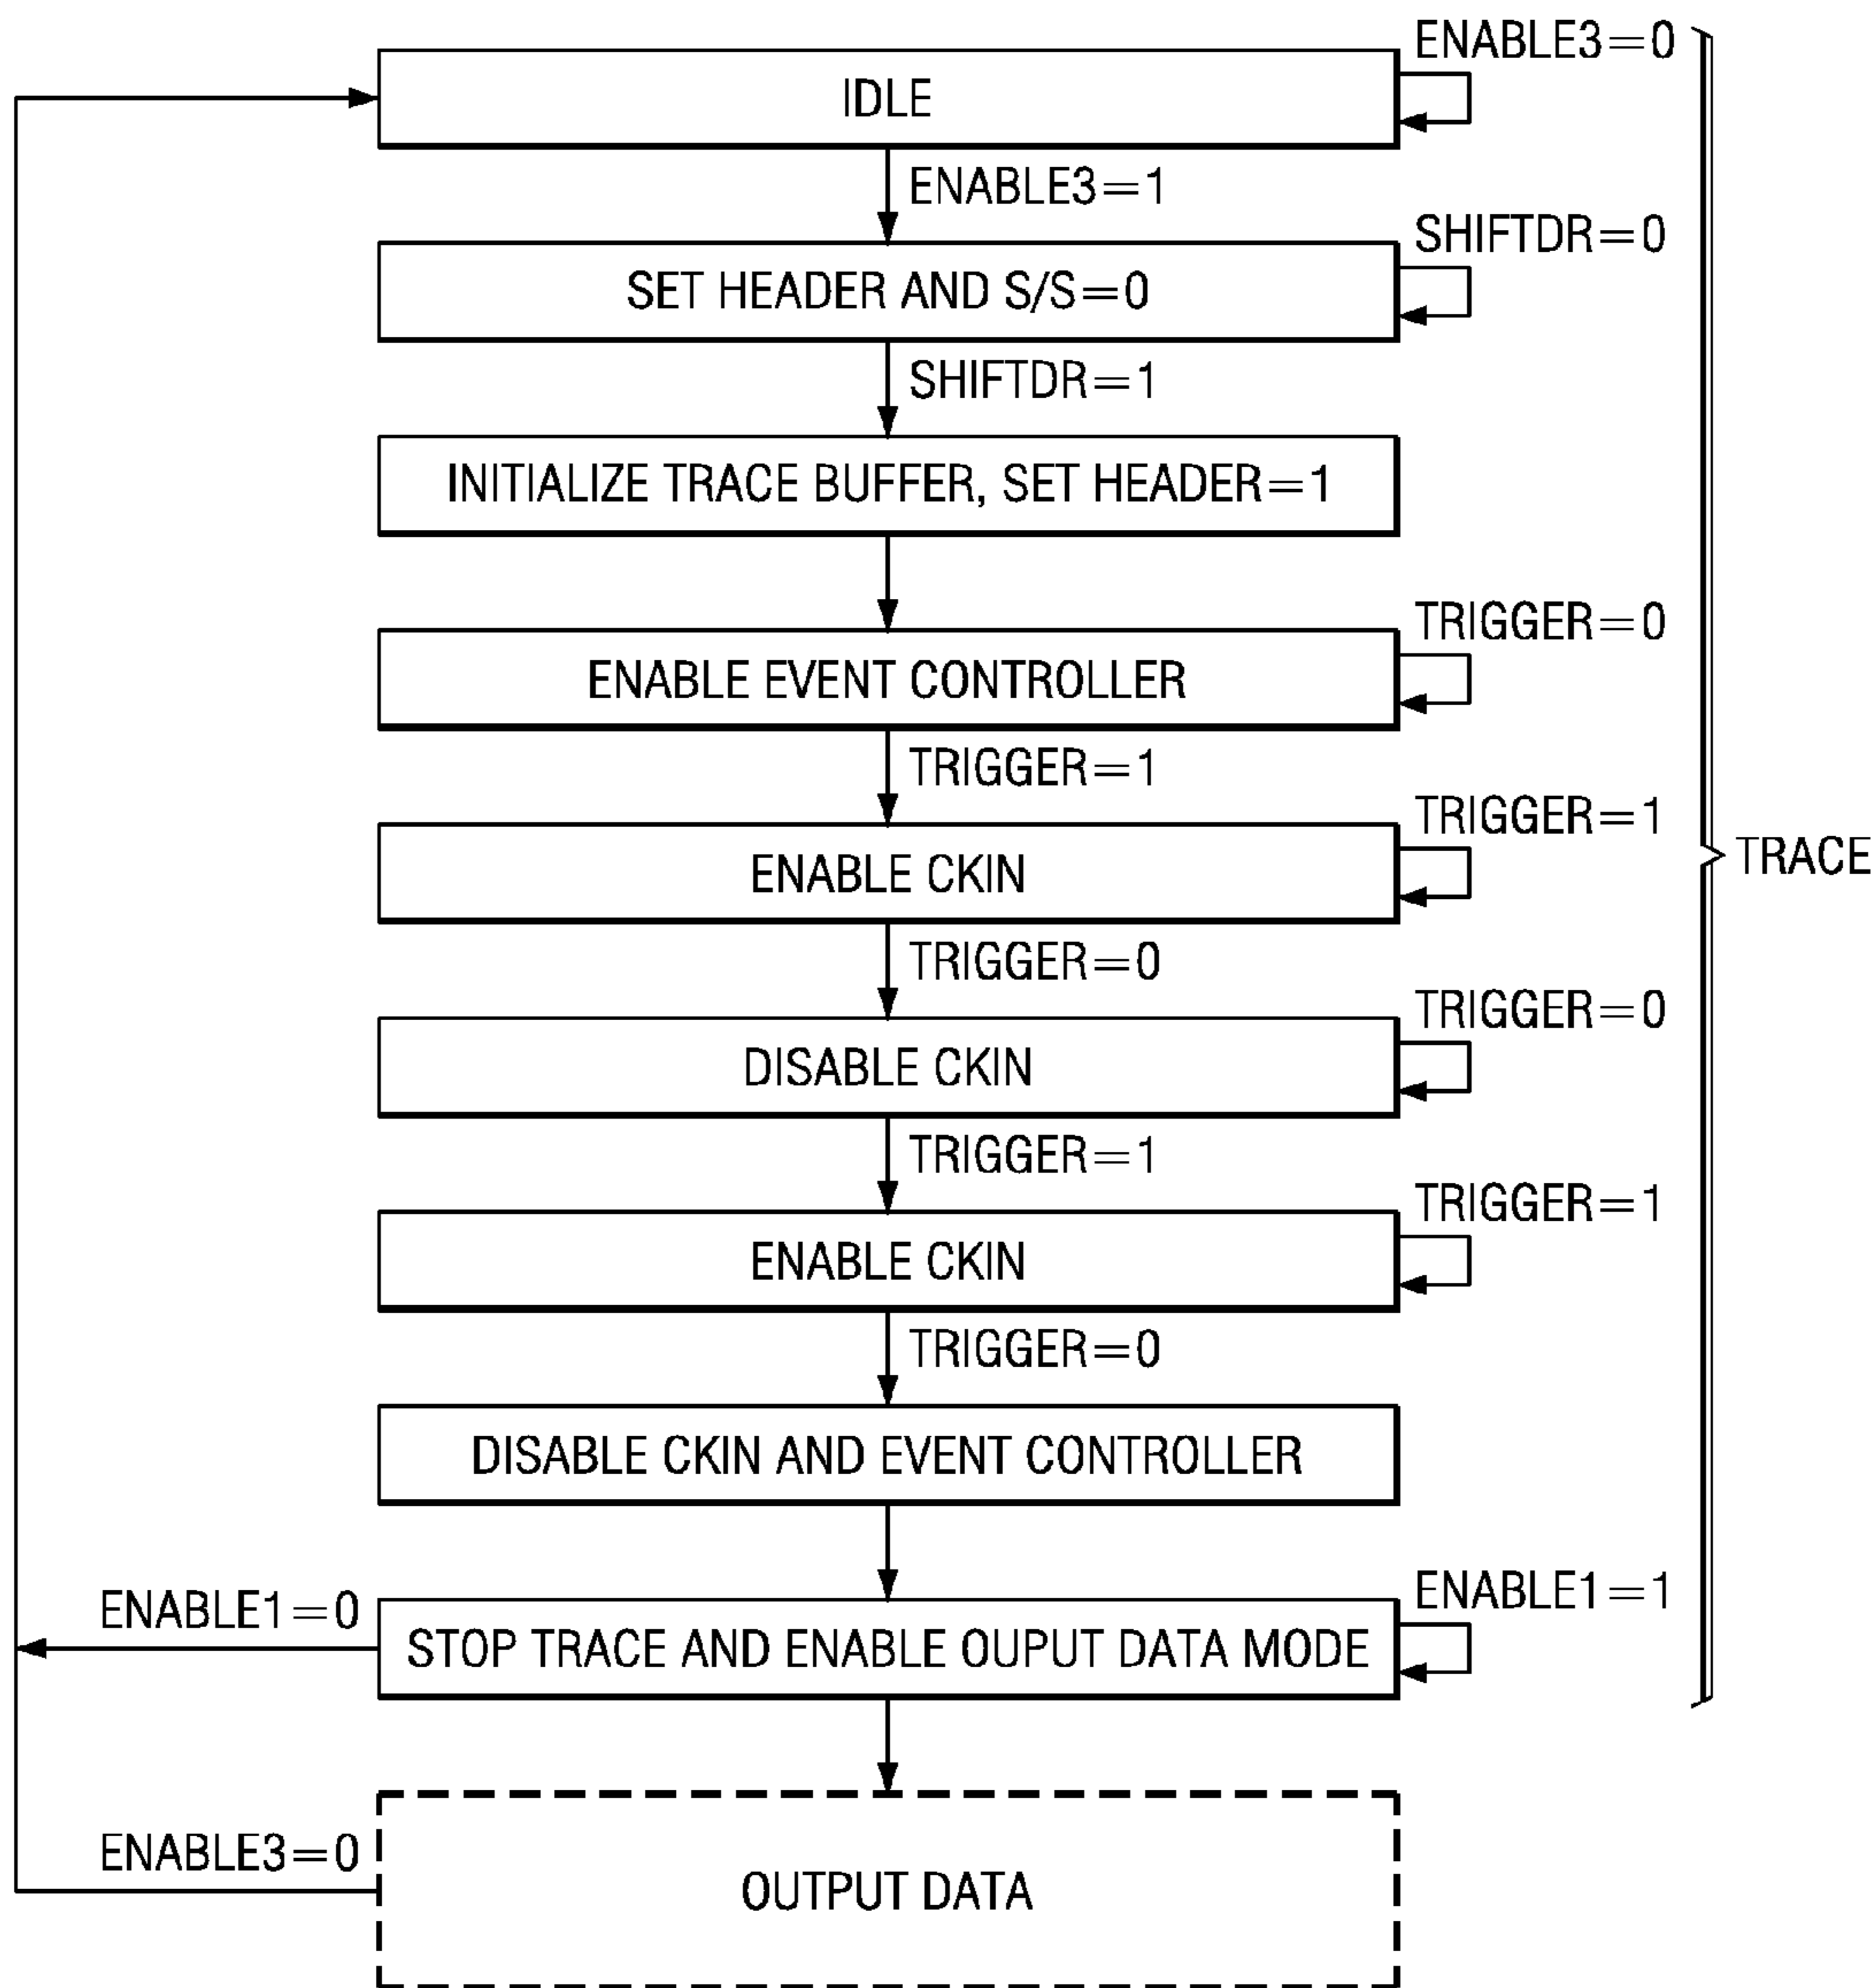 ENABLE3=0
IDLE
ENABLE3=1
SHIFTDR=0
SET HEADER AND S/S=0
SHIFTDR=1
INITIALIZE TRACE BUFFER, SET HEADER=1
TRIGGER=0
ENABLE EVENT CONTROLLER
TRIGGER=1
TRIGGER=1
ENABLE CKIN
TRACE
TRIGGER=0
TRIGGER=0
DISABLE CKIN
TRIGGER=1
TRIGGER=1
ENABLE CKIN
TRIGGER=0
DISABLE CKIN AND EVENT CONTROLLER
ENABLE1=0
ENABLE1=1
STOP TRACE AND ENABLE OUPUT DATA MODE
ENABLE3=0
OUTPUT DATA